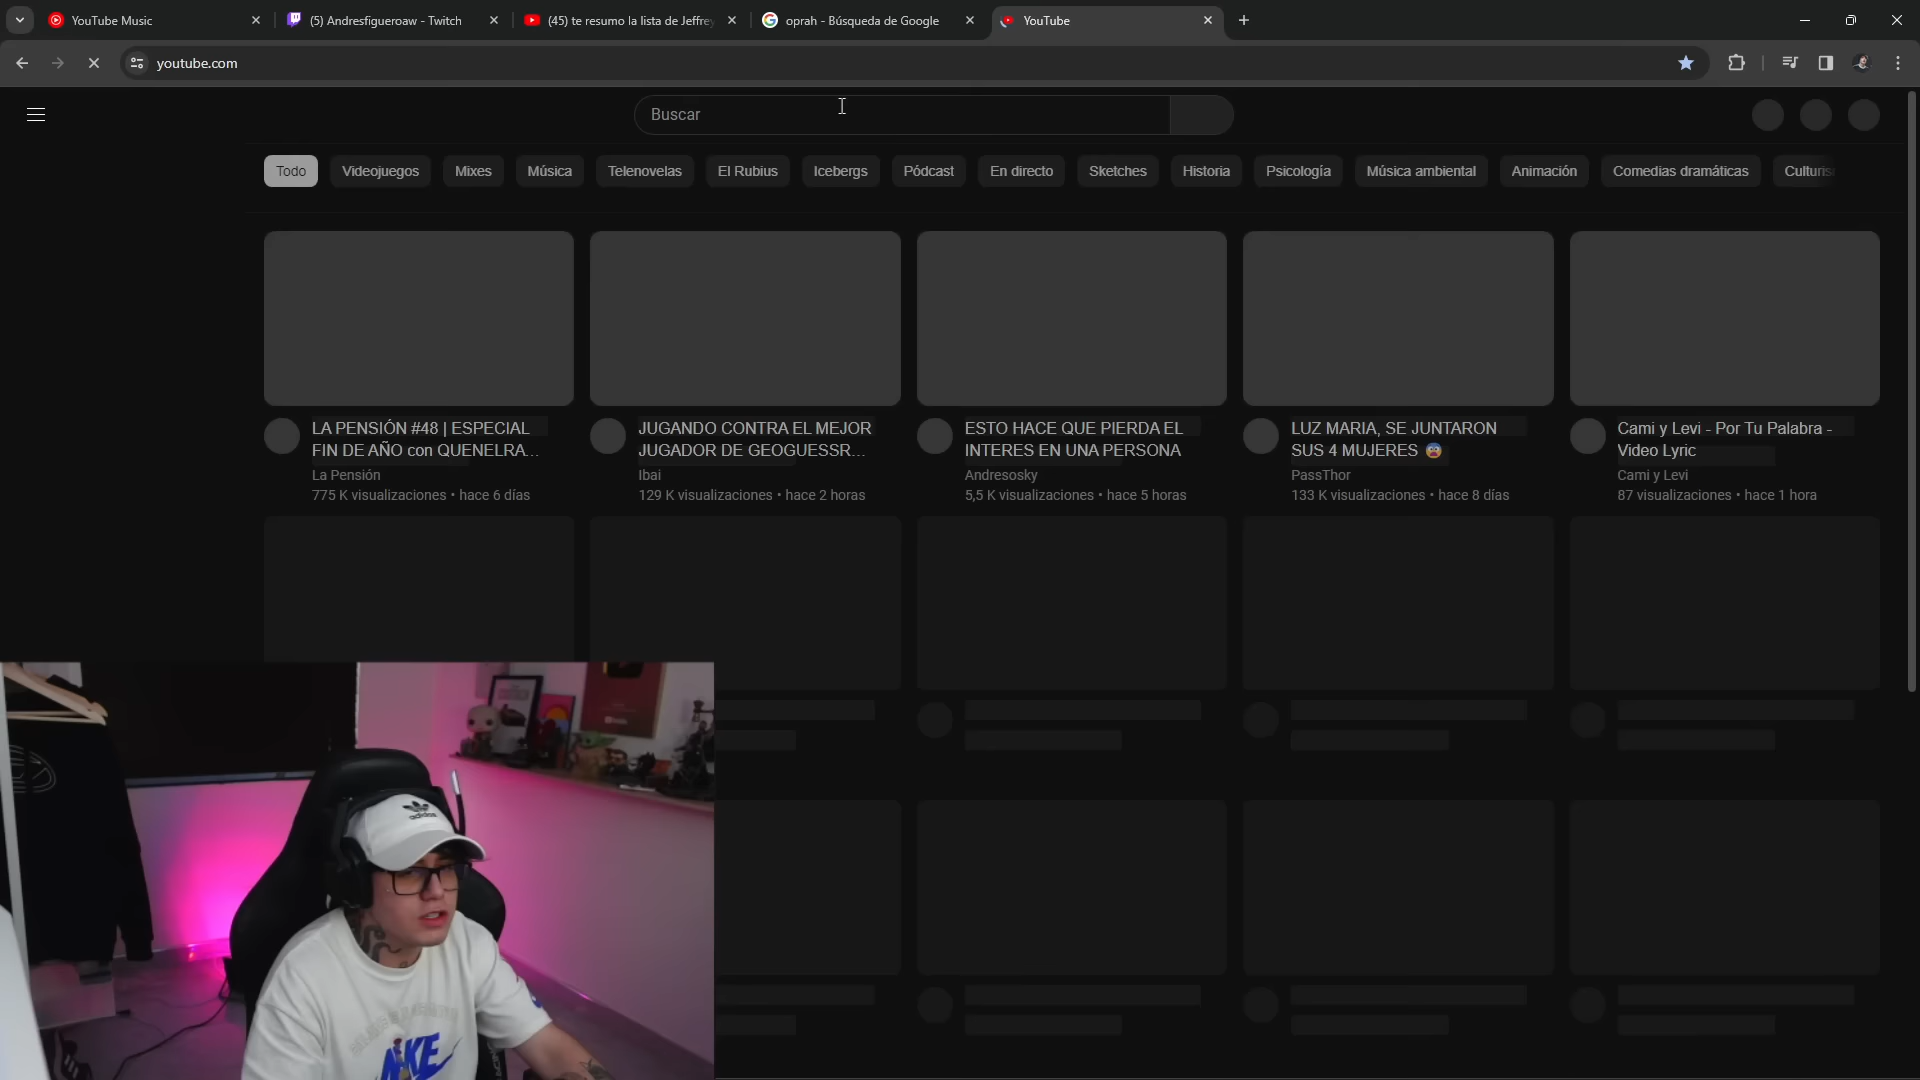 YouTube Music
(5) Andresfigueroaw - Twitch
(45) te resumo la lista de Jeffrey
oprah - Búsqueda de Google
YouTube
youtube.com
Buscar
Todo
Videojuegos
Mixes
Música
Telenovelas
El Rubius
Icebergs
Pódcast
En directo
Sketches
Historia
Psicología
Música ambiental
Animación
Comedias dramáticas
Culturis
LA PENSIÓN #48 | ESPECIAL
FIN DE AÑO con QUENELRA...
La Pensión
775 K visualizaciones • hace 6 días
JUGANDO CONTRA EL MEJOR
JUGADOR DE GEOGUESSR...
Ibai
129 K visualizaciones • hace 2 horas
ESTO HACE QUE PIERDA EL
INTERES EN UNA PERSONA
Andresosky
5,5 K visualizaciones • hace 5 horas
LUZ MARIA, SE JUNTARON
SUS 4 MUJERES 😨
PassThor
133 K visualizaciones • hace 8 días
Cami y Levi - Por Tu Palabra -
Video Lyric
Cami y Levi
87 visualizaciones • hace 1 hora
adidas
NIKE